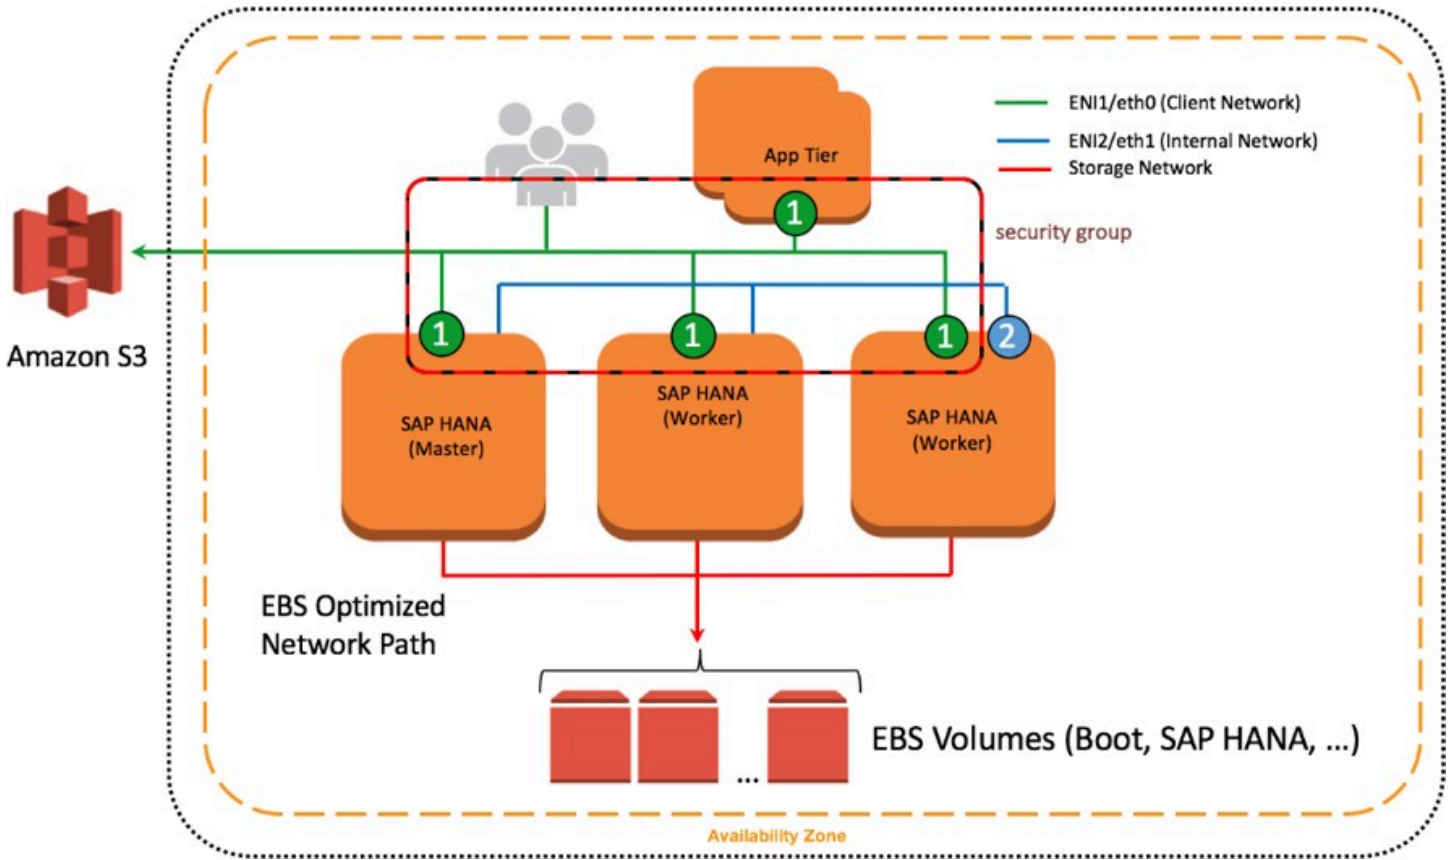 ENI1/eth0 (Client Network)
ENI2/eth1 (Internal Network)
Storage Network
App Tier
1
security group
Amazon S3
1
1
1
2
SAP HANA
(Master)
SAP HANA
(Worker)
SAP HANA
(Worker)
EBS Optimized
Network Path
...
EBS Volumes (Boot, SAP HANA, ...)
Availability Zone